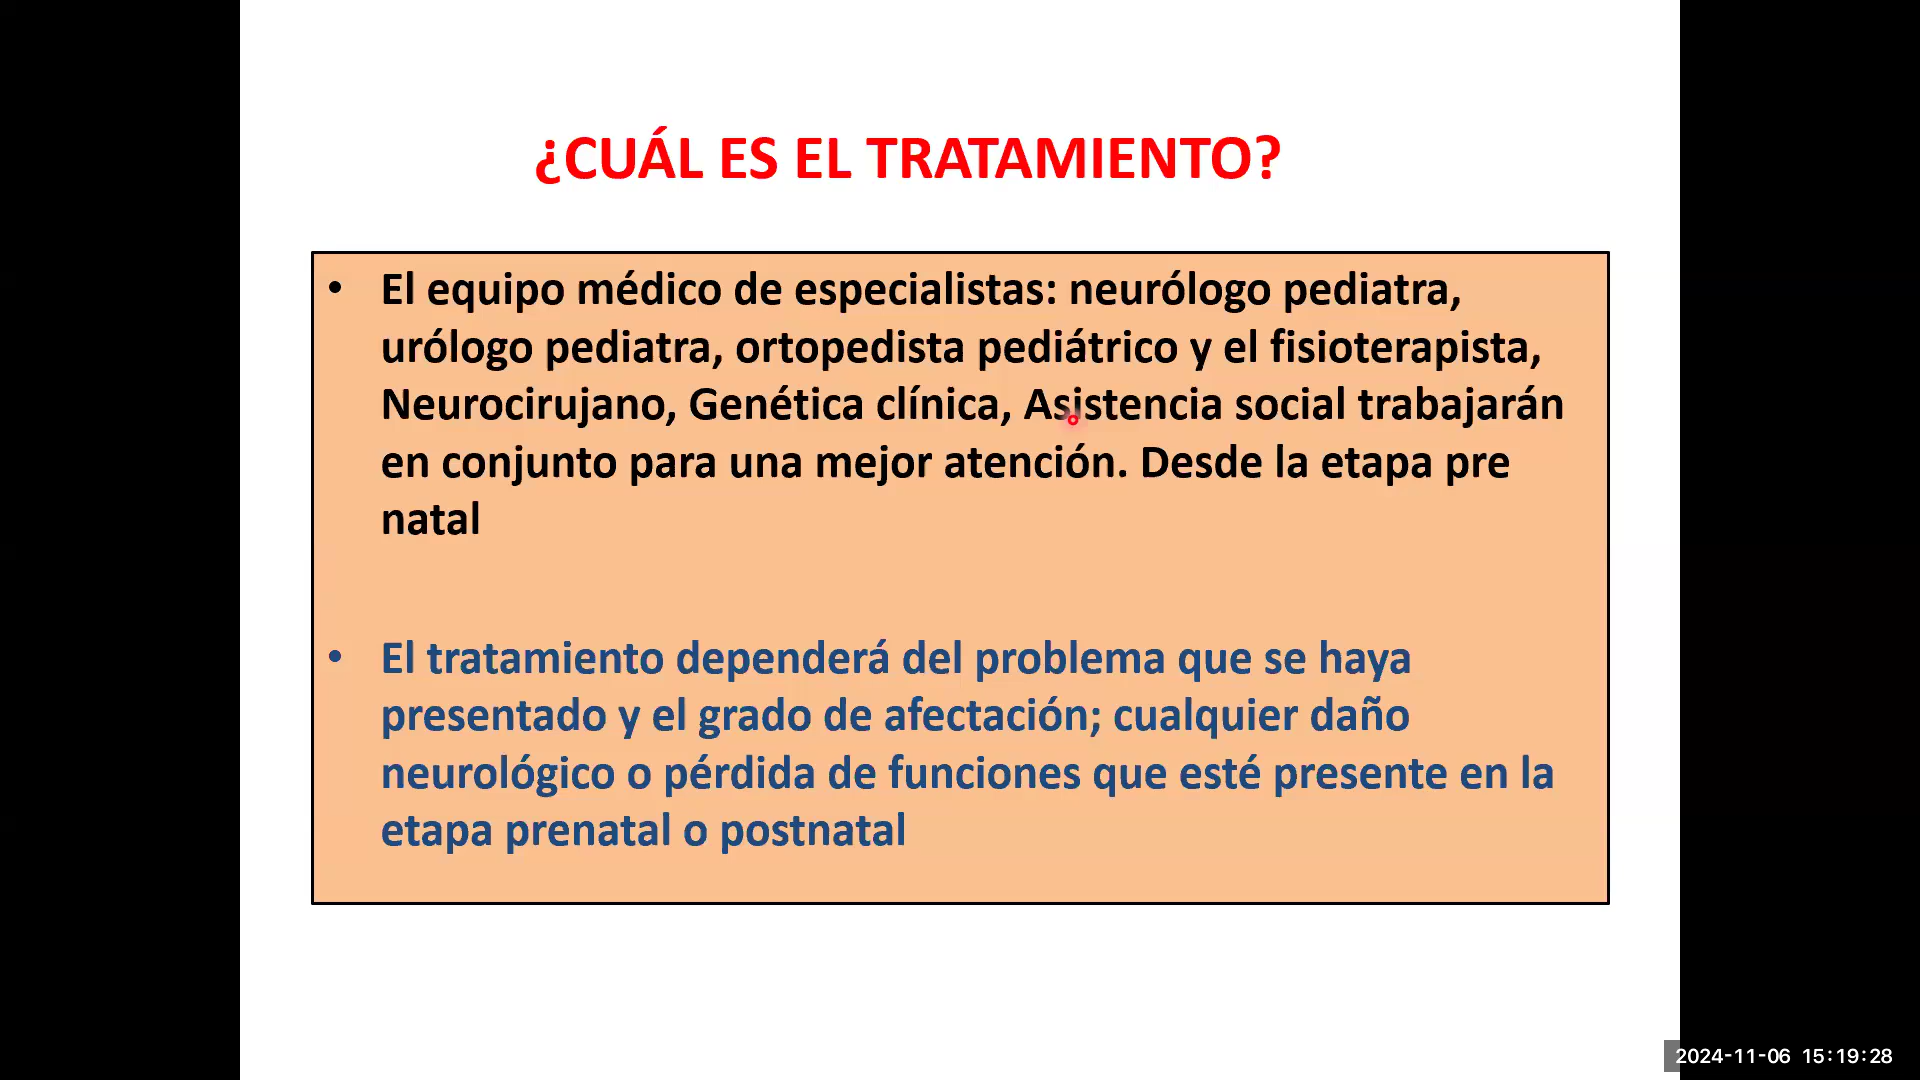 ¿CUÁL ES EL TRATAMIENTO?
• El equipo médico de especialistas: neurólogo pediatra,
urólogo pediatra, ortopedista pediátrico y el fisioterapista,
Neurocirujano, Genética clínica, Asistencia social trabajarán
en conjunto para una mejor atención. Desde la etapa pre
natal
• El tratamiento dependerá del problema que se haya
presentado y el grado de afectación; cualquier daño
neurológico o pérdida de funciones que esté presente en la
etapa prenatal o postnatal
2024-11-06 15:19:28